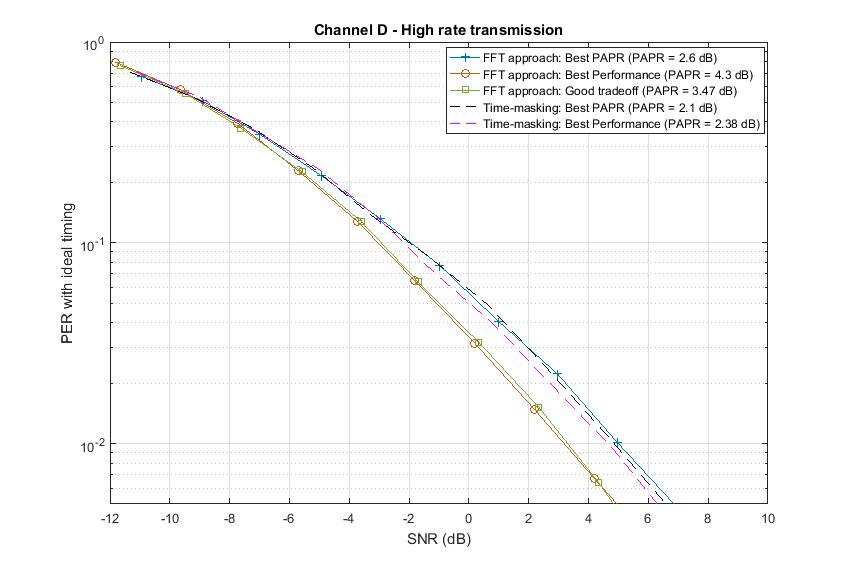 Channel D - High rate transmission
FFT approach: Best PAPR (PAPR = 2.6 dB)
FFT approach: Best Performance (PAPR = 4.3 dB)
FFT approach: Good tradeoff (PAPR = 3.47 dB)
Time-masking: Best PAPR (PAPR = 2.1 dB)
Time-masking: Best Performance (PAPR = 2.38 dB)
10^0
10^-1
10^-2
PER with ideal timing
-12 -10 -8 -6 -4 -2 0 2 4 6 8 10
SNR (dB)